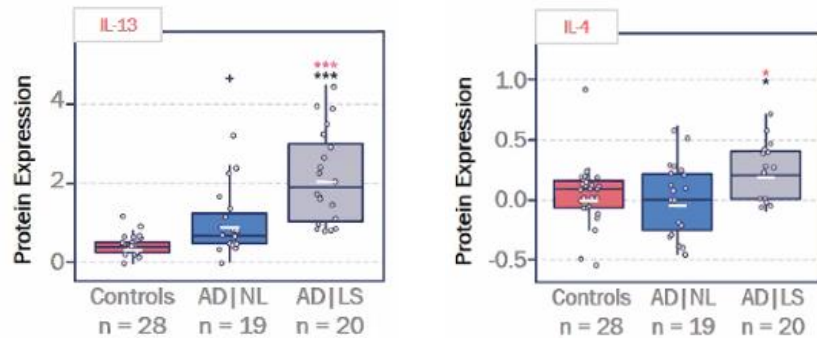 IL-13
Protein Expression
4
2
0
+
***
***
Controls
n = 28
AD|NL
n = 19
AD|LS
n = 20
IL-4
Protein Expression
1.0
0.5
0.0
-0.5
*
*
Controls
n = 28
AD|NL
n = 19
AD|LS
n = 20